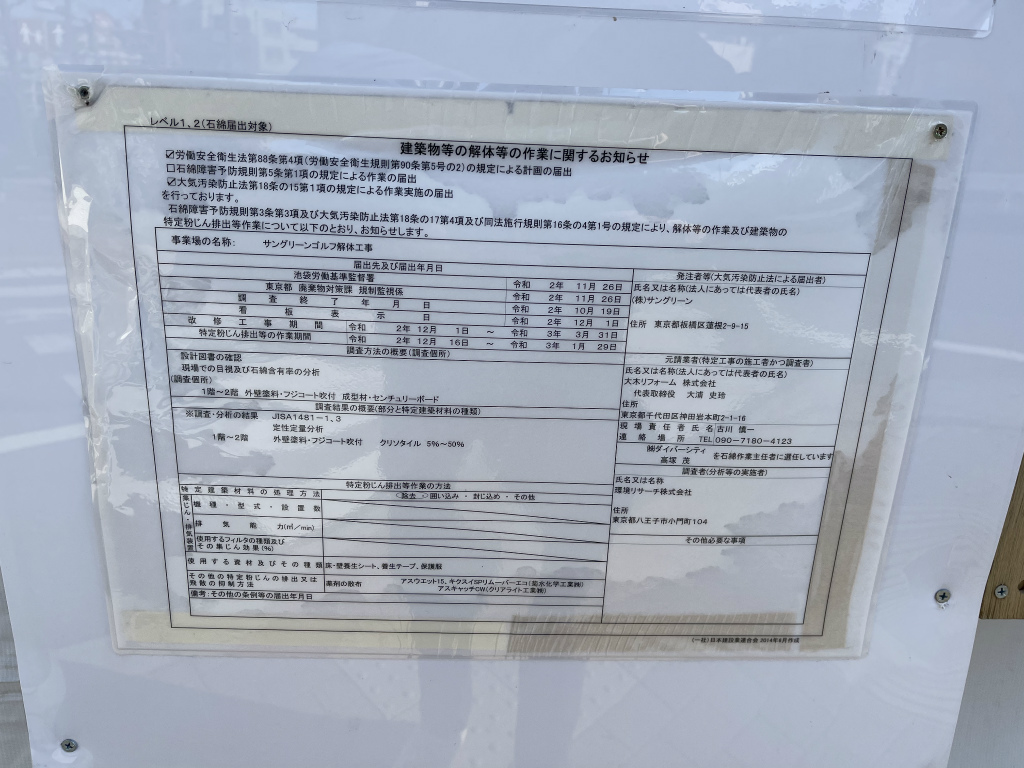 レベル1、2(石綿届出対象)
建築物等の解体等の作業に関するお知らせ
☑労働安全衛生法第88条第4項(労働安全衛生規則第90条第5号の2)の規定による計画の届出
□石綿障害予防規則第5条第1項の規定による作業の届出
☑大気汚染防止法第18条の15第1項の規定による作業実施の届出
を行っております。
石綿障害予防規則第3条第3項及び大気汚染防止法第18条の17第4項及び同法施行規則第16条の4第1号の規定により、解体等の作業及び建築物の
特定粉じん排出等作業について以下のとおり、お知らせします。
事業場の名称: サングリーンゴルフ解体工事
届出先及び届出年月日
池袋労働基準監督署 令和 2年 11月 26日
東京都 廃棄物対策課 規制監視係 令和 2年 11月 26日
調査終了年月日 令和 2年 10月 19日
看板表示日 令和 2年 12月 1日
改修工事期間 令和 2年 12月 1日 ~ 令和 3年 3月 31日
特定粉じん排出等の作業期間 令和 2年 12月 16日 ~ 令和 3年 1月 29日
調査方法の概要(調査個所)
設計図書の確認
現場での目視及び石綿含有率の分析
(調査個所)
1階~2階 外壁塗料・フジコート吹付 成型材・センチュリーボード
調査結果の概要(部分と特定建築材料の種類)
※調査・分析の結果 JISA1481-1、3
定性定量分析
1階~2階 外壁塗料・フジコート吹付 クリソタイル 5%~50%
特定粉じん排出等作業の方法
特定建築材料の処理方法 除去・囲い込み・封じ込め・その他
集じん・排気装置
機種・型式・設置数
排気能力(㎥/min)
使用するフィルタの種類及び
その集じん効果(%)
使用する資材及びその種類 床・壁養生シート、養生テープ、保護服
その他の特定粉じんの排出又は
飛散の抑制方法
薬剤の散布 アスウエット15、キクスイSPリムーバーエコ(菊水化学工業㈱)
アスキャッチCW(クリアライト工業㈱)
備考:その他の条例等の届出年月日
発注者等(大気汚染防止法による届出者)
氏名又は名称(法人にあっては代表者の氏名)
(株)サングリーン
住所 東京都板橋区蓮根2-9-15
元請業者(特定工事の施工者かつ調査者)
氏名又は名称(法人にあっては代表者の氏名)
大木リフォーム 株式会社
代表取締役 大浦 史玲
住所
東京都千代田区神田岩本町2-1-16
現場責任者氏名 古川 慎一
連絡場所 TEL 090-7180-4123
㈱ダイバーシティ
高塚 茂 を石綿作業主任者に選任しています
調査者(分析等の実施者)
氏名又は名称
環境リサーチ株式会社
住所
東京都八王子市小門町104
その他必要な事項
(一社)日本建設業連合会 2014年6月作成